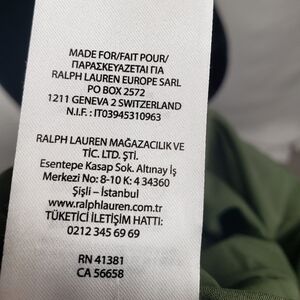 MADE FOR/FAIT POUR/
ΠΑΡΑΣΚΕΥΑΖΕΤΑΙ ΓΙΑ
RALPH LAUREN EUROPE SARL
PO BOX 2572
1211 GENEVA 2 SWITZERLAND
N.I.F. : IT03945310963
RALPH LAUREN MAĞAZACILIK VE
TİC. LTD. ŞTİ.
Esentepe Kasap Sok. Altınay İş
Merkezi No: 8-10 K: 4 34360
Şişli – İstanbul
www.ralphlauren.com.tr
TÜKETİCİ İLETİŞİM HATTI:
0212 345 69 69
RN 41381
CA 56658